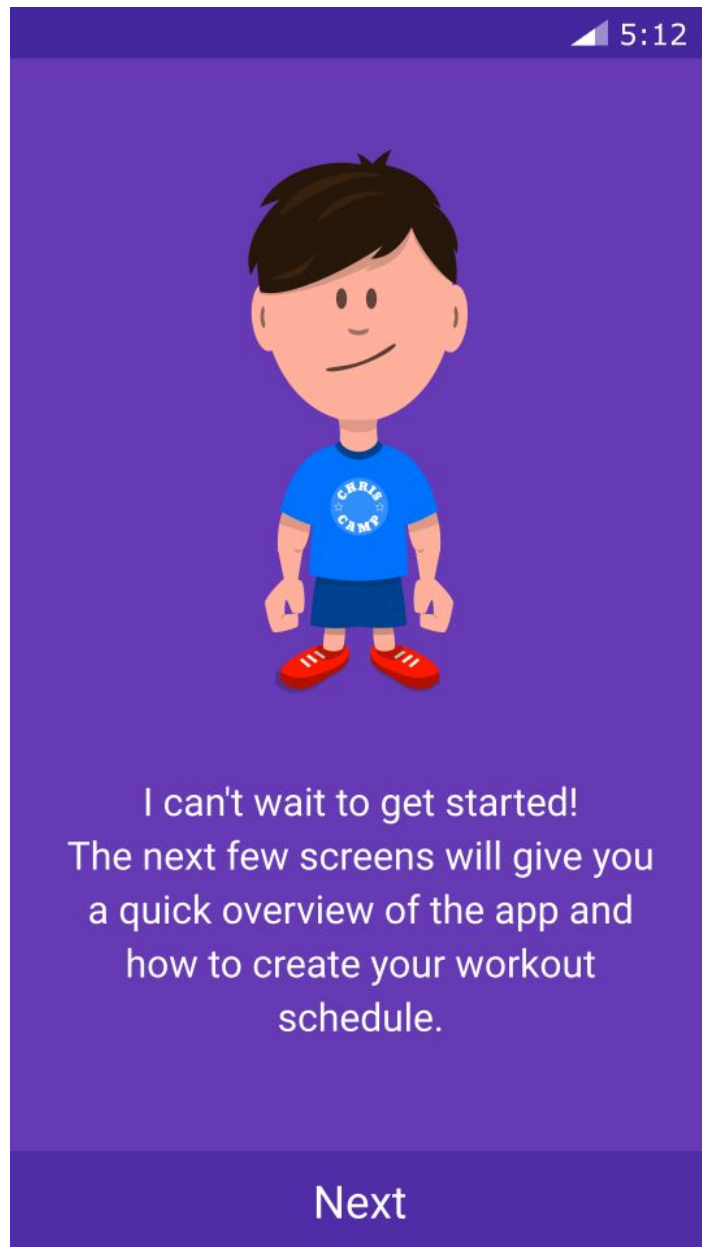 5:12
CHRIS
CAMP
I can't wait to get started!
The next few screens will give you
a quick overview of the app and
how to create your workout
schedule.
Next